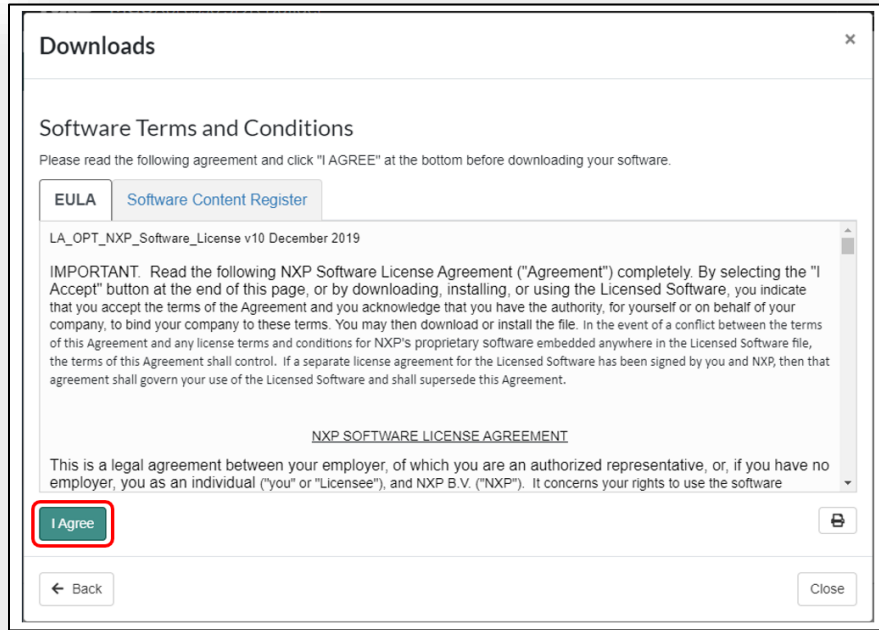 Downloads
×
Software Terms and Conditions
Please read the following agreement and click "I AGREE" at the bottom before downloading your software.
EULA
Software Content Register
LA_OPT_NXP_Software_License v10 December 2019
IMPORTANT. Read the following NXP Software License Agreement ("Agreement") completely. By selecting the "I
Accept" button at the end of this page, or by downloading, installing, or using the Licensed Software, you indicate
that you accept the terms of the Agreement and you acknowledge that you have the authority, for yourself or on behalf of your
company, to bind your company to these terms. You may then download or install the file. In the event of a conflict between the terms
of this Agreement and any license terms and conditions for NXP's proprietary software embedded anywhere in the Licensed Software file,
the terms of this Agreement shall control. If a separate license agreement for the Licensed Software has been signed by you and NXP, then that
agreement shall govern your use of the Licensed Software and shall supersede this Agreement.
NXP SOFTWARE LICENSE AGREEMENT
This is a legal agreement between your employer, of which you are an authorized representative, or, if you have no
employer, you as an individual ("you" or "Licensee"), and NXP B.V. ("NXP"). It concerns your rights to use the software
I Agree
← Back
Close